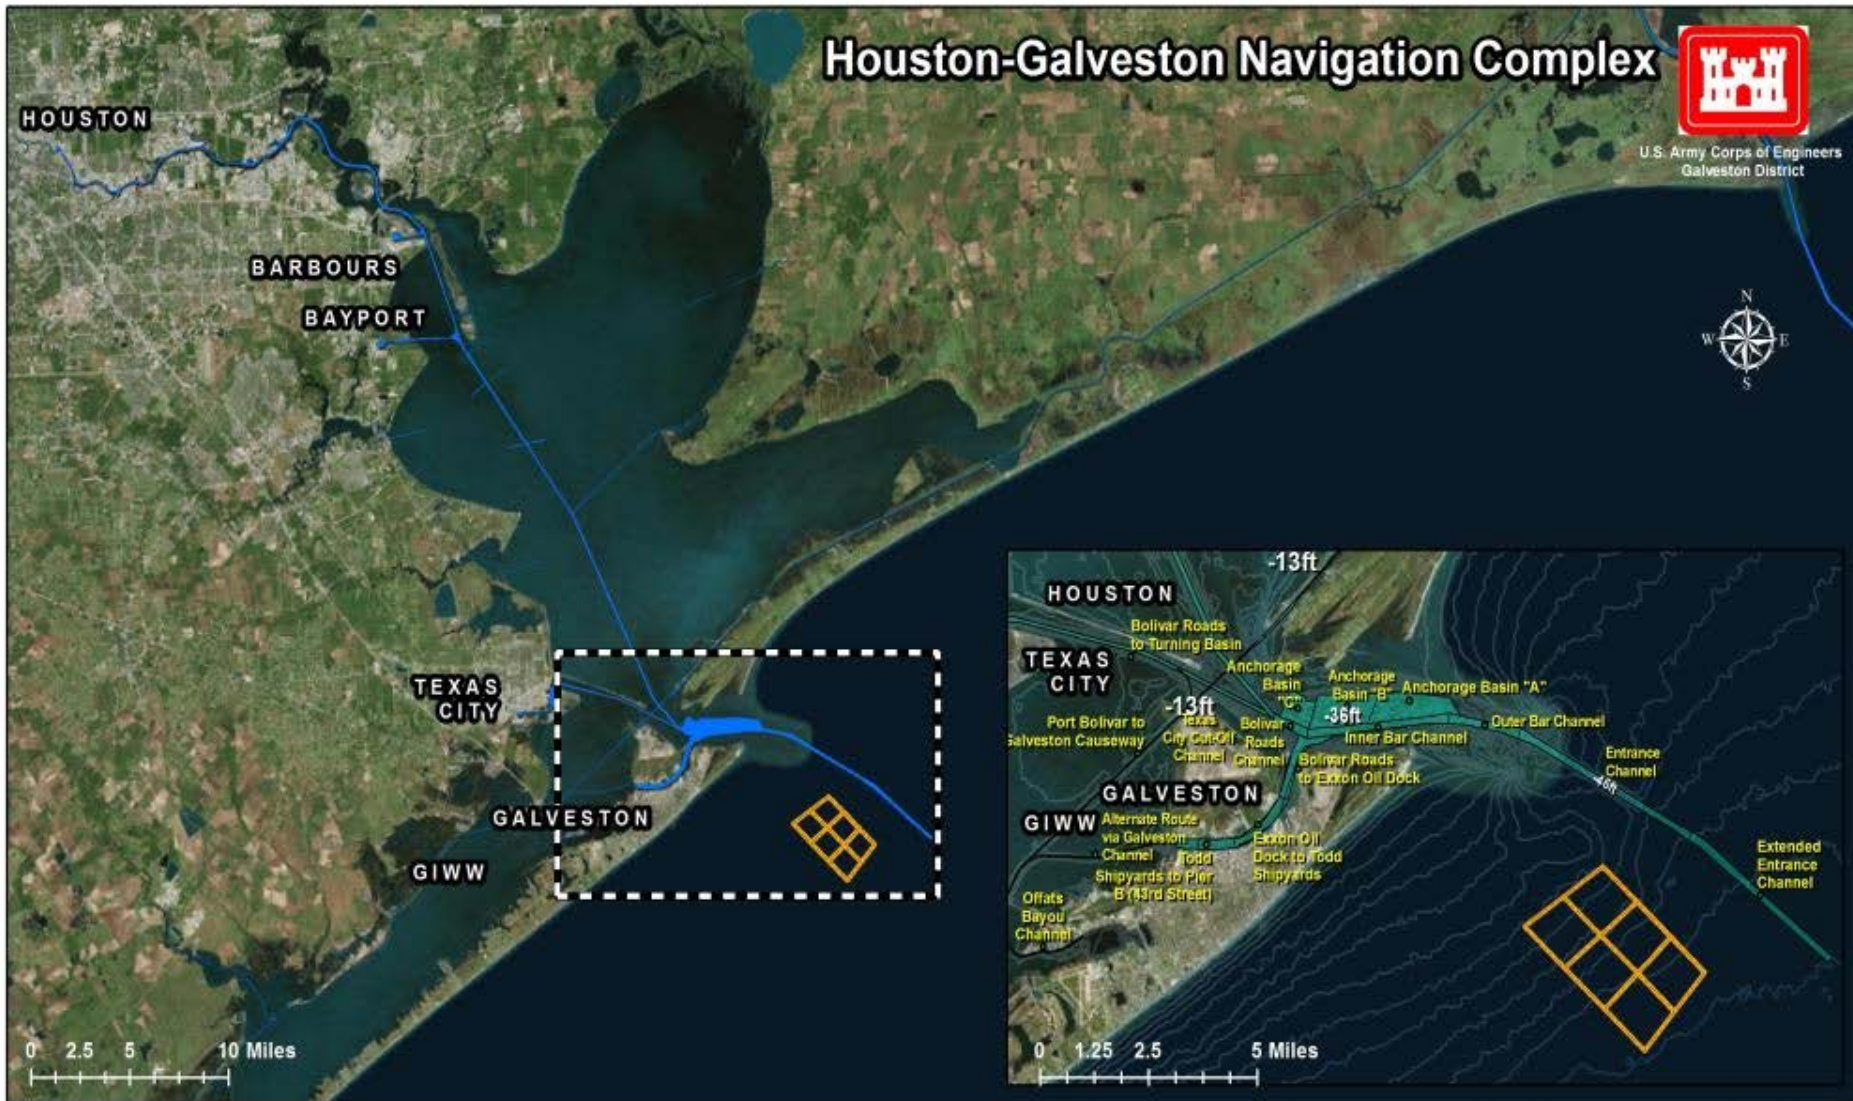 Houston-Galveston Navigation Complex
U.S. Army Corps of Engineers
Galveston District
HOUSTON
BARBOURS
BAYPORT
N
W E
S
TEXAS
CITY
GALVESTON
GIWW
0 2.5 5 10 Miles
-13ft
HOUSTON
Bolivar Roads
to Turning Basin
TEXAS
CITY
Anchorage
Basin
"C"
Anchorage
Basin "B"
Anchorage Basin "A"
-13ft
-36ft
Port Bolivar to
Galveston Causeway
Texas
City Cut-Off
Channel
Bolivar
Roads
Channel
Inner Bar Channel
Outer Bar Channel
Bolivar Roads
to Exxon Oil Dock
Entrance
Channel
GALVESTON
GIWW
Alternate Route
via Galveston
Channel
Exxon Oil
Dock to Todd
Shipyards
Todd
Shipyards to Pier
B (43rd Street)
Offats
Bayou
Channel
Extended
Entrance
Channel
0 1.25 2.5 5 Miles